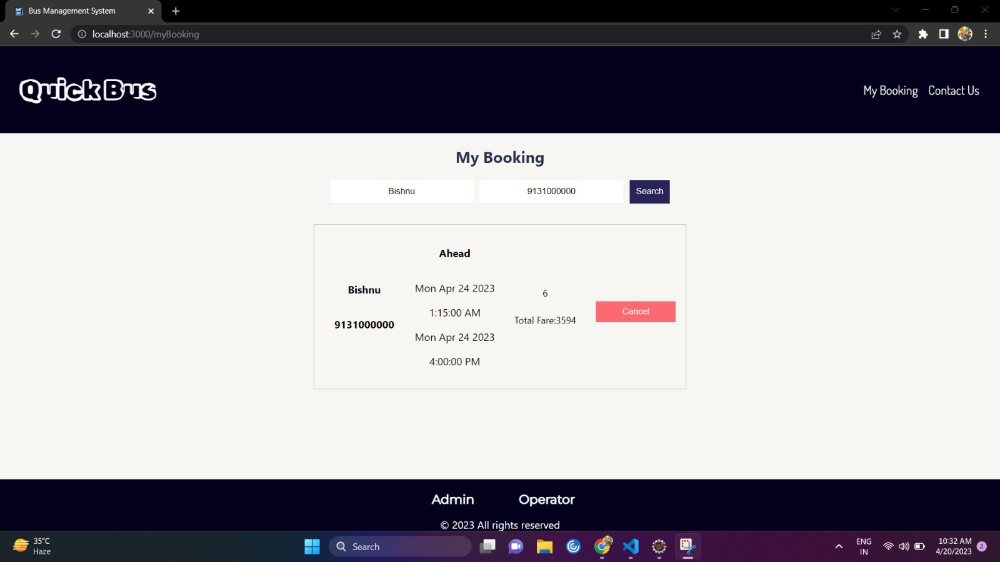 Bus Management System
localhost:3000/myBooking
Quick Bus
My Booking Contact Us
My Booking
Bishnu 9131000000 Search
Ahead
Bishnu
9131000000
Mon Apr 24 2023
1:15:00 AM
Mon Apr 24 2023
4:00:00 PM
6
Total Fare:3594
Cancel
Admin Operator
© 2023 All rights reserved
35°C
Haze
Search
ENG
IN
10:32 AM
4/20/2023
2